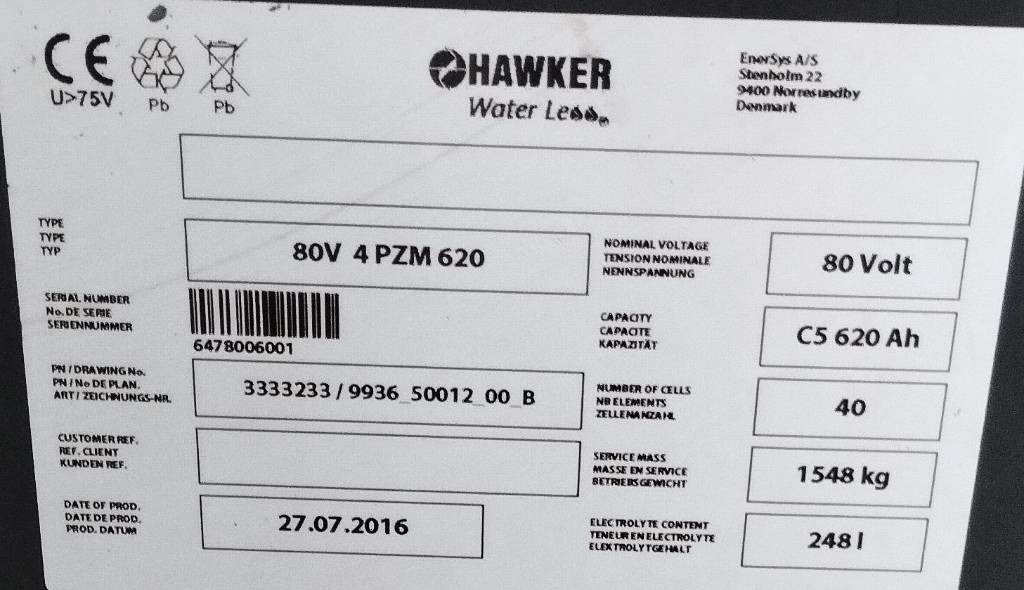 CE
U>75V
Pb
Pb
HAWKER
Water Less
EnerSys A/S
Stenholm 22
9400 Norresundby
Denmark
TYPE
TYPE
TYP
80V 4 PZM 620
NOMINAL VOLTAGE
TENSION NOMINALE
NENNSPANNUNG
80 Volt
SERIAL NUMBER
No. DE SERIE
SERIENNUMMER
6478006001
CAPACITY
CAPACITE
KAPAZITÄT
C5 620 Ah
PN / DRAWING No.
PN / No DE PLAN.
ART / ZEICHNUNGS-NR.
3333233 / 9936_50012_00_B
NUMBER OF CELLS
NB ELEMENTS
ZELLENANZAHL
40
CUSTOMER REF.
REF. CLIENT
KUNDEN REF.
SERVICE MASS
MASSE EN SERVICE
BETRIEBSGEWICHT
1548 kg
DATE OF PROD.
DATE DE PROD.
PROD. DATUM
27.07.2016
ELECTROLYTE CONTENT
TENEUR EN ELECTROLYTE
ELEKTROLYTGEHALT
248 l